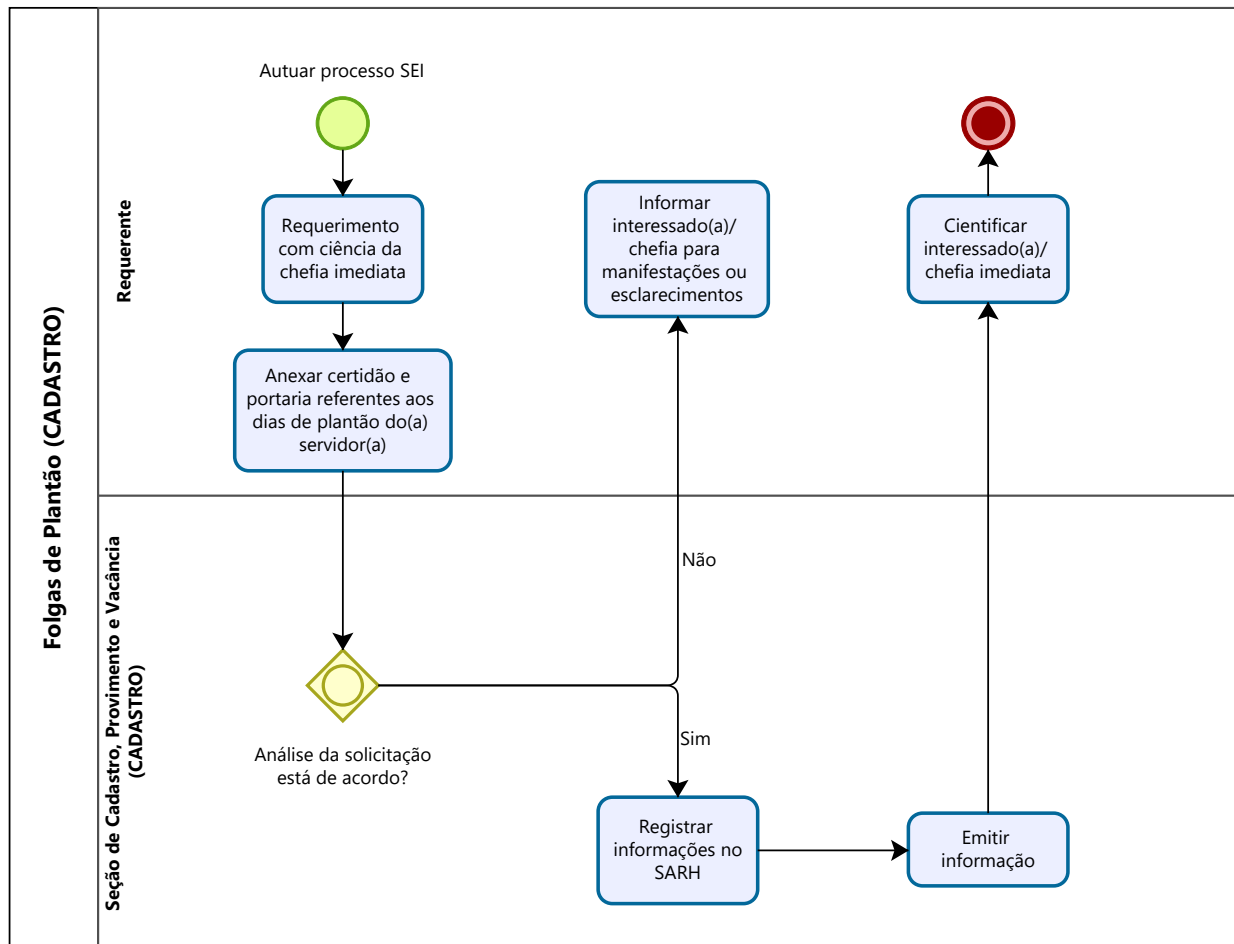 Folgas de Plantão (CADASTRO)
Requerente
Autuar processo SEI
Requerimento
com ciência da
chefia imediata
Anexar certidão e
portaria referentes aos
dias de plantão do(a)
servidor(a)
Informar
interessado(a)/
chefia para
manifestações ou
esclarecimentos
Cientificar
interessado(a)/
chefia imediata
Seção de Cadastro, Provimento e Vacância
(CADASTRO)
Análise da solicitação
está de acordo?
Não
Sim
Registrar
informações no
SARH
Emitir
informação